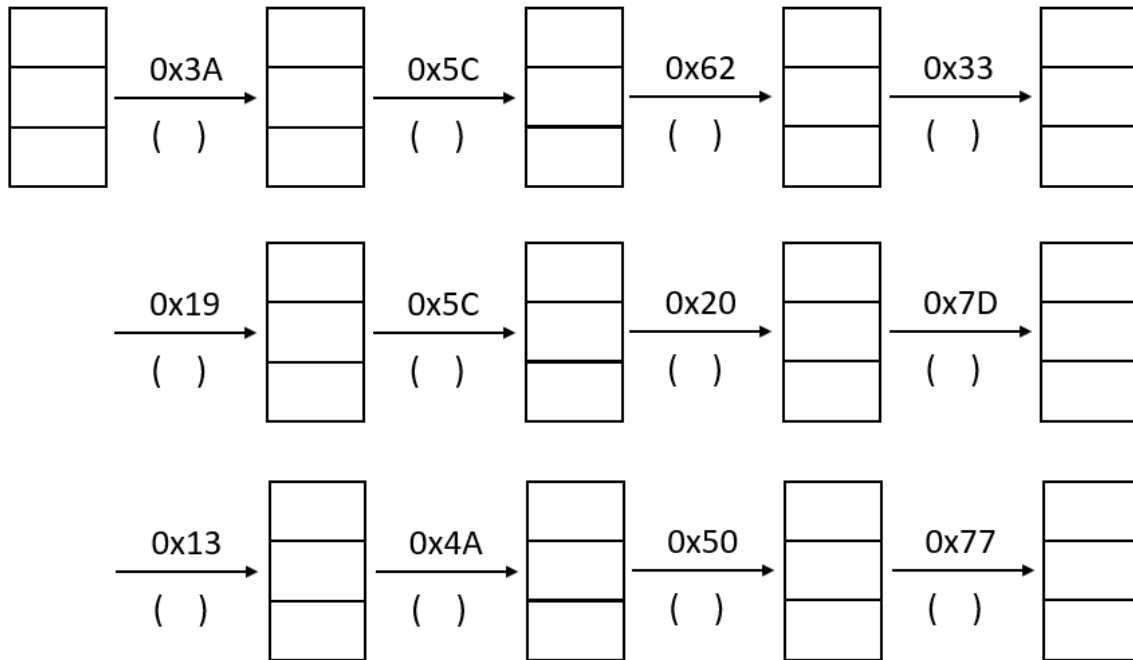 0x3A 0x5C 0x62 0x33
( ) ( ) ( ) ( )
0x19 0x5C 0x20 0x7D
( ) ( ) ( ) ( )
0x13 0x4A 0x50 0x77
( ) ( ) ( ) ( )